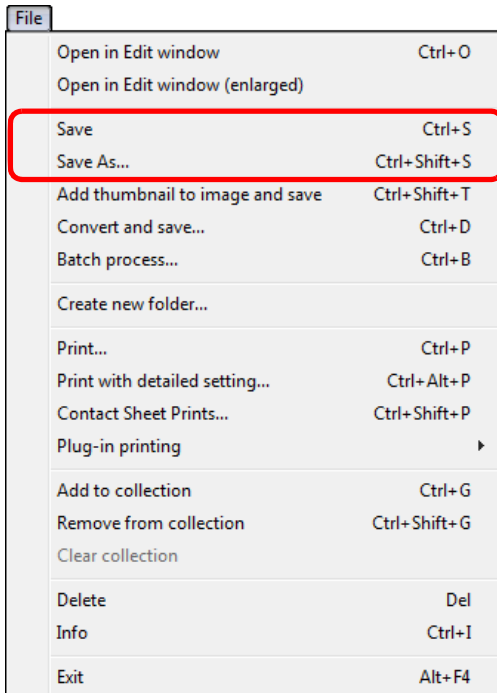 File
Open in Edit window Ctrl+O
Open in Edit window (enlarged)
Save Ctrl+S
Save As... Ctrl+Shift+S
Add thumbnail to image and save Ctrl+Shift+T
Convert and save... Ctrl+D
Batch process... Ctrl+B
Create new folder...
Print... Ctrl+P
Print with detailed setting... Ctrl+Alt+P
Contact Sheet Prints... Ctrl+Shift+P
Plug-in printing
Add to collection Ctrl+G
Remove from collection Ctrl+Shift+G
Clear collection
Delete Del
Info Ctrl+I
Exit Alt+F4